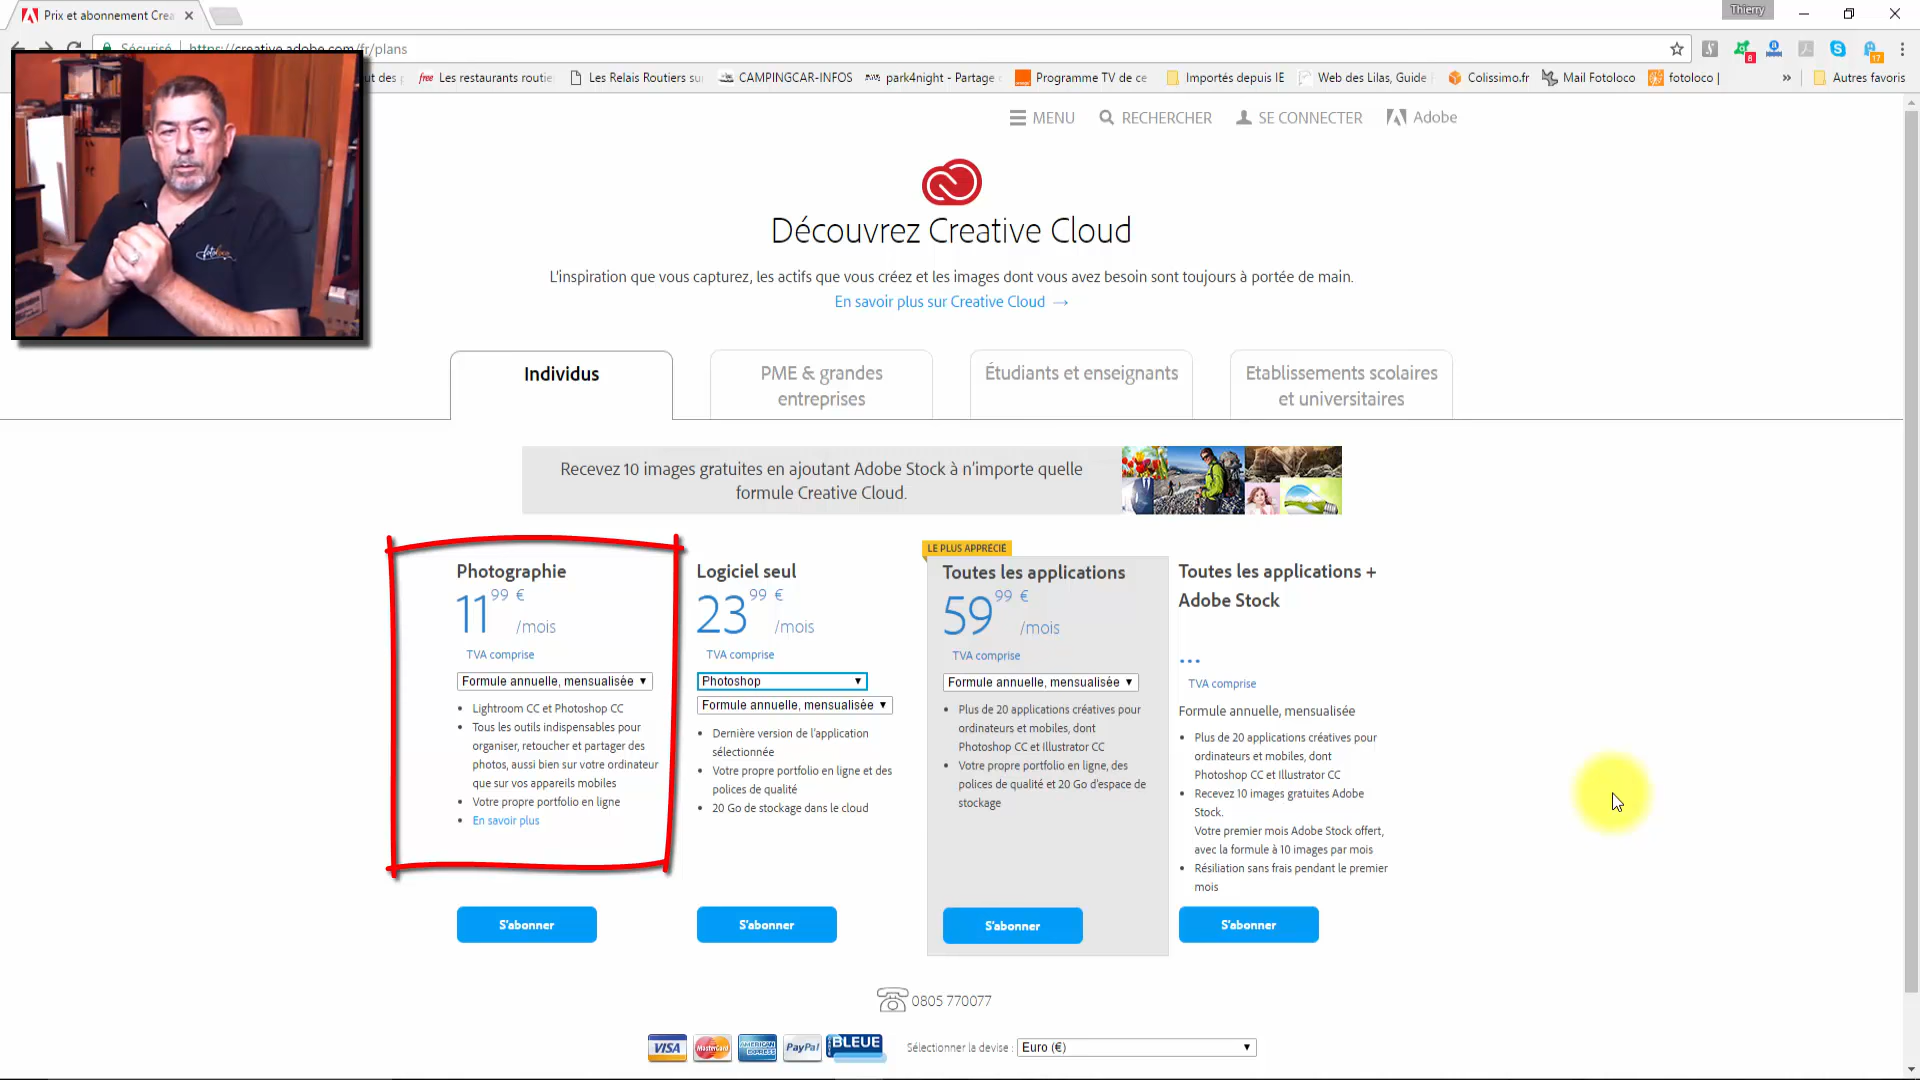 Prix et abonnement Crea
Thierry
Sécurisé
https://creative.adobe.com/fr/plans
ut des
free Les restaurants routie
Les Relais Routiers su
CAMPINGCAR-INFOS
park4night - Partage
Programme TV de ce
Importés depuis IE
Web des Lilas, Guide
Colissimo.fr
Mail Fotoloco
fotoloco |
»
Autres favoris
MENU
RECHERCHER
SE CONNECTER
Adobe
Découvrez Creative Cloud
L'inspiration que vous capturez, les actifs que vous créez et les images dont vous avez besoin sont toujours à portée de main.
En savoir plus sur Creative Cloud →
Individus
PME & grandes
entreprises
Étudiants et enseignants
Etablissements scolaires
et universitaires
Recevez 10 images gratuites en ajoutant Adobe Stock à n'importe quelle
formule Creative Cloud.
Photographie
11 99 €
/mois
TVA comprise
Formule annuelle, mensualisée
• Lightroom CC et Photoshop CC
• Tous les outils indispensables pour
organiser, retoucher et partager des
photos, aussi bien sur votre ordinateur
que sur vos appareils mobiles
• Votre propre portfolio en ligne
• En savoir plus
S'abonner
Logiciel seul
23 99 €
/mois
TVA comprise
Photoshop
Formule annuelle, mensualisée
• Dernière version de l'application
sélectionnée
• Votre propre portfolio en ligne et des
polices de qualité
• 20 Go de stockage dans le cloud
S'abonner
LE PLUS APPRÉCIÉ
Toutes les applications
59 99 €
/mois
TVA comprise
Formule annuelle, mensualisée
• Plus de 20 applications créatives pour
ordinateurs et mobiles, dont
Photoshop CC et Illustrator CC
• Votre propre portfolio en ligne, des
polices de qualité et 20 Go d'espace de
stockage
S'abonner
Toutes les applications +
Adobe Stock
...
TVA comprise
Formule annuelle, mensualisée
• Plus de 20 applications créatives pour
ordinateurs et mobiles, dont
Photoshop CC et Illustrator CC
• Recevez 10 images gratuites Adobe
Stock.
Votre premier mois Adobe Stock offert,
avec la formule à 10 images par mois
• Résiliation sans frais pendant le premier
mois
S'abonner
0805 770077
VISA
MasterCard
AMERICAN EXPRESS
PayPal
BLEUE
Sélectionner la devise :
Euro (€)